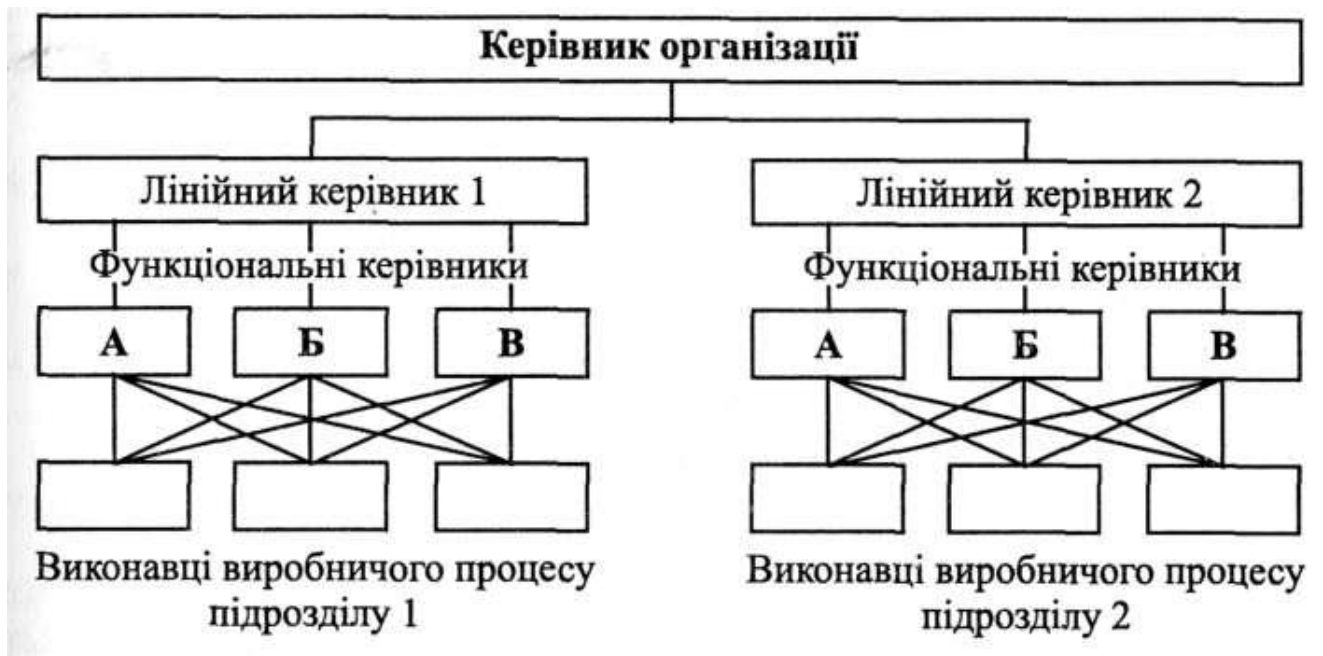 Керівник організації
Лінійний керівник 1
Лінійний керівник 2
Функціональні керівники
Функціональні керівники
А
Б
В
А
Б
В
Виконавці виробничого процесу
підрозділу 1
Виконавці виробничого процесу
підрозділу 2